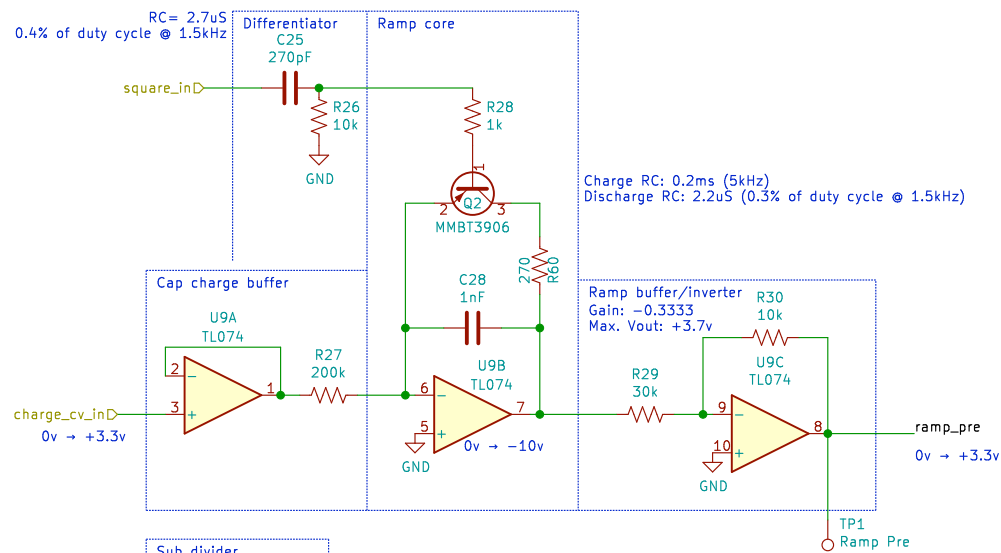 RC= 2.7uS
0.4% of duty cycle @ 1.5kHz
Differentiator
Ramp core
C25
270pF
square_in
R26
10k
GND
R28
1k
1
Q2
2
3
MMBT3906
Charge RC: 0.2ms (5kHz)
Discharge RC: 2.2uS (0.3% of duty cycle @ 1.5kHz)
270
R60
C28
1nF
Cap charge buffer
U9A
TL074
2
3
1
R27
200k
charge_cv_in
0v → +3.3v
U9B
TL074
6
5
7
GND
0v → -10v
Ramp buffer/inverter
Gain: -0.3333
Max. Vout: +3.7v
R30
10k
U9C
TL074
R29
30k
9
10
8
GND
ramp_pre
0v → +3.3v
TP1
Ramp Pre
Sub divider